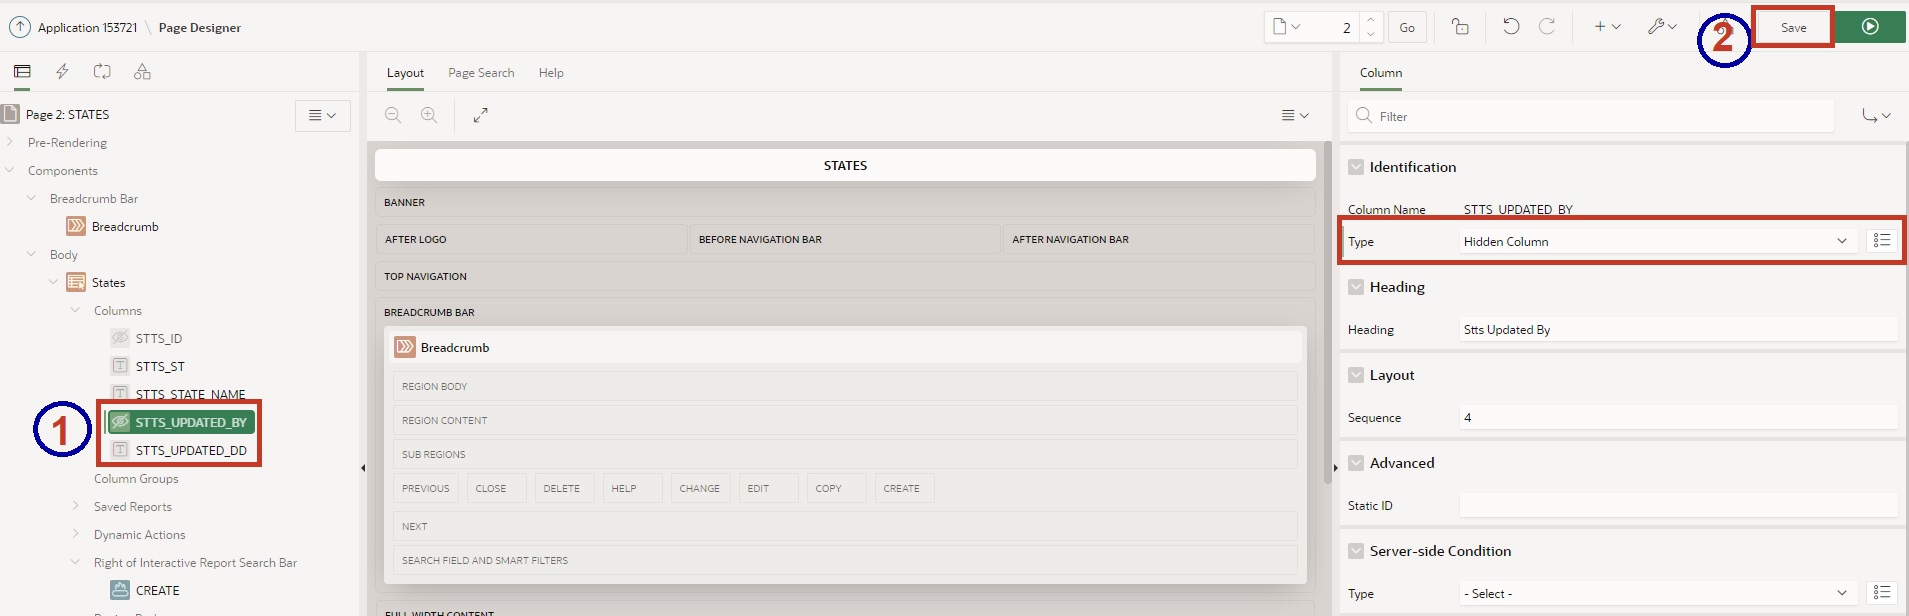 Application 153721 \ Page Designer
2
Go
2
Save
Layout
Page Search
Help
Column
Page 2: STATES
Pre-Rendering
Components
Breadcrumb Bar
Breadcrumb
Body
States
Columns
STTS_ID
STTS_ST
STTS_STATE_NAME
1
STTS_UPDATED_BY
STTS_UPDATED_DD
Column Groups
Saved Reports
Dynamic Actions
Right of Interactive Report Search Bar
CREATE
STATES
BANNER
AFTER LOGO
BEFORE NAVIGATION BAR
AFTER NAVIGATION BAR
TOP NAVIGATION
BREADCRUMB BAR
Breadcrumb
REGION BODY
REGION CONTENT
SUB REGIONS
PREVIOUS
CLOSE
DELETE
HELP
CHANGE
EDIT
COPY
CREATE
NEXT
SEARCH FIELD AND SMART FILTERS
FULL WIDTH CONTENT
Filter
Identification
Column Name STTS_UPDATED_BY
Type Hidden Column
Heading
Heading Stts Updated By
Layout
Sequence 4
Advanced
Static ID
Server-side Condition
Type - Select -